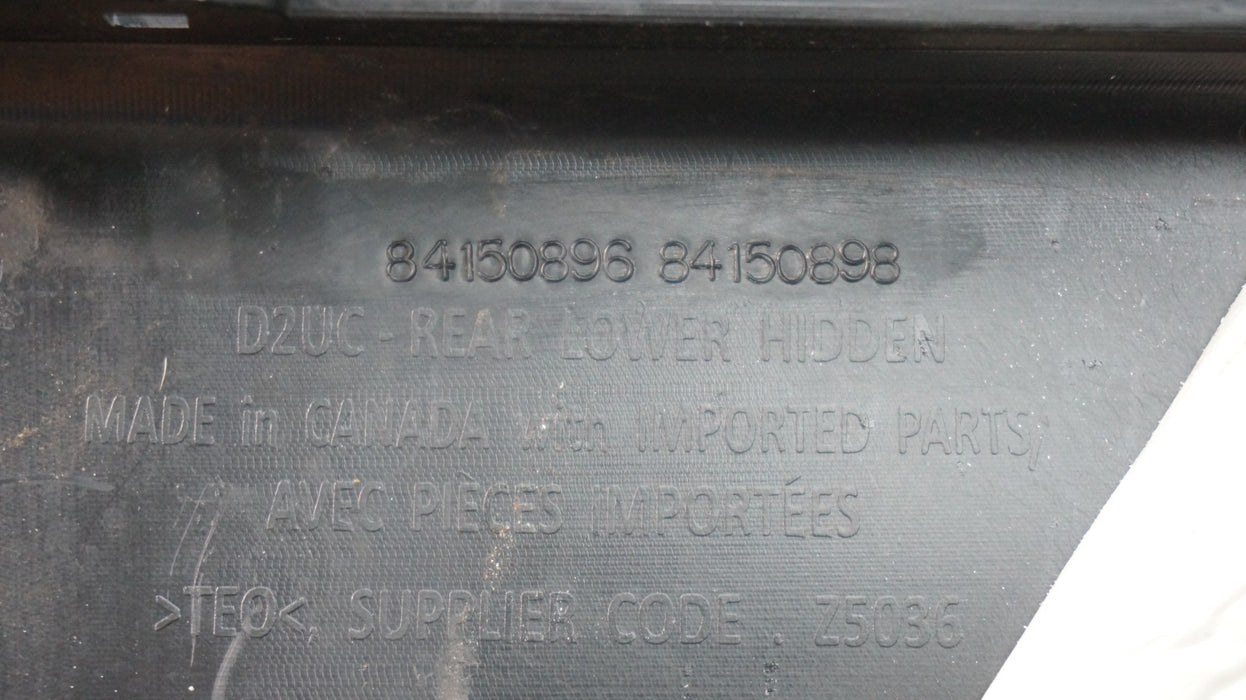 84150896 84150898
D2UC - REAR LOWER HIDDEN
MADE in CANADA with IMPORTED PARTS,
AVEC PIÈCES IMPORTÉES
>TEO<, SUPPLIER CODE . Z5036